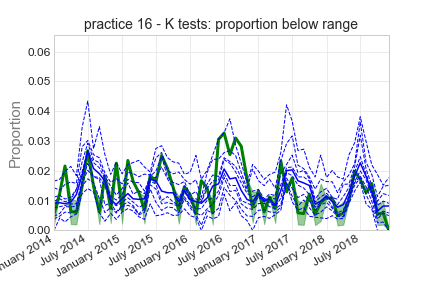 practice 16 - K tests: proportion below range
0.06
0.05
0.04
0.03
0.02
0.01
0.00
Proportion
nuary 2014
July 2014
January 2015
July 2015
January 2016
July 2016
January 2017
July 2017
January 2018
July 2018